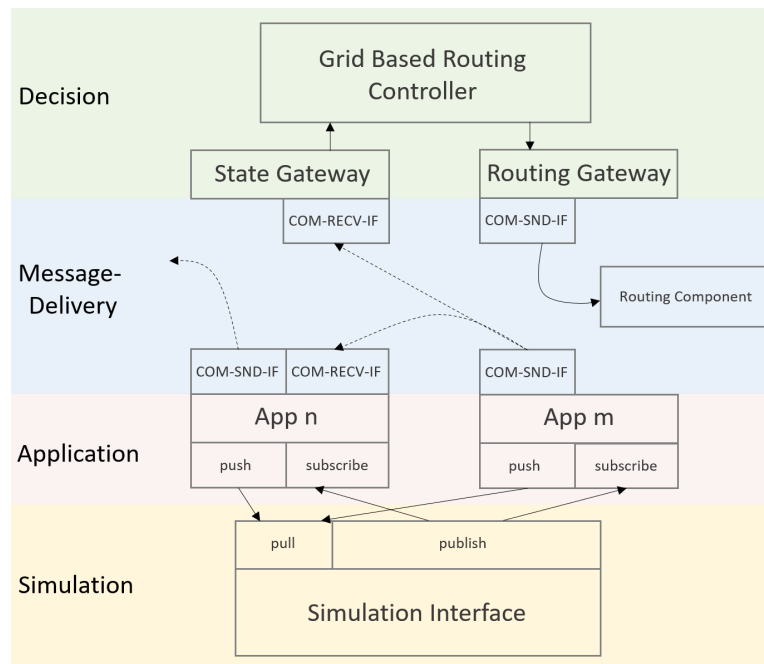 Grid Based Routing
Controller
Decision
State Gateway
Routing Gateway
COM-RECV-IF
COM-SND-IF
Message-
Delivery
Routing Component
COM-SND-IF
COM-RECV-IF
COM-SND-IF
App n
App m
Application
push
subscribe
push
subscribe
pull
publish
Simulation
Simulation Interface